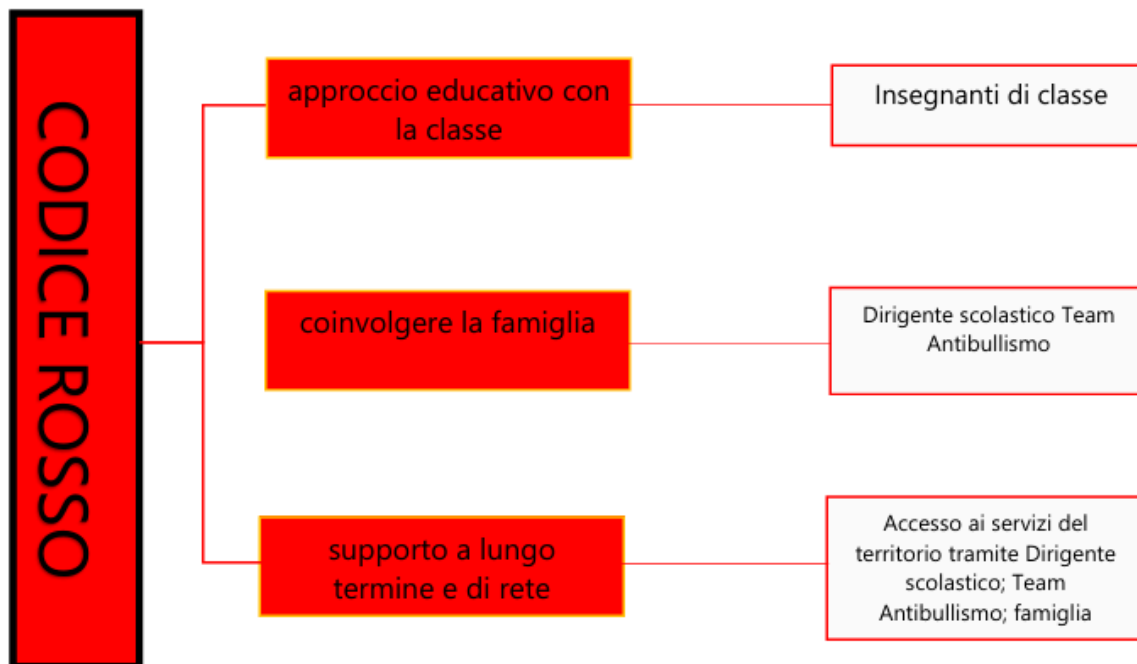 CODICE ROSSO
approccio educativo con
la classe
Insegnanti di classe
coinvolgere la famiglia
Dirigente scolastico Team
Antibullismo
supporto a lungo
termine e di rete
Accesso ai servizi del
territorio tramite Dirigente
scolastico; Team
Antibullismo; famiglia